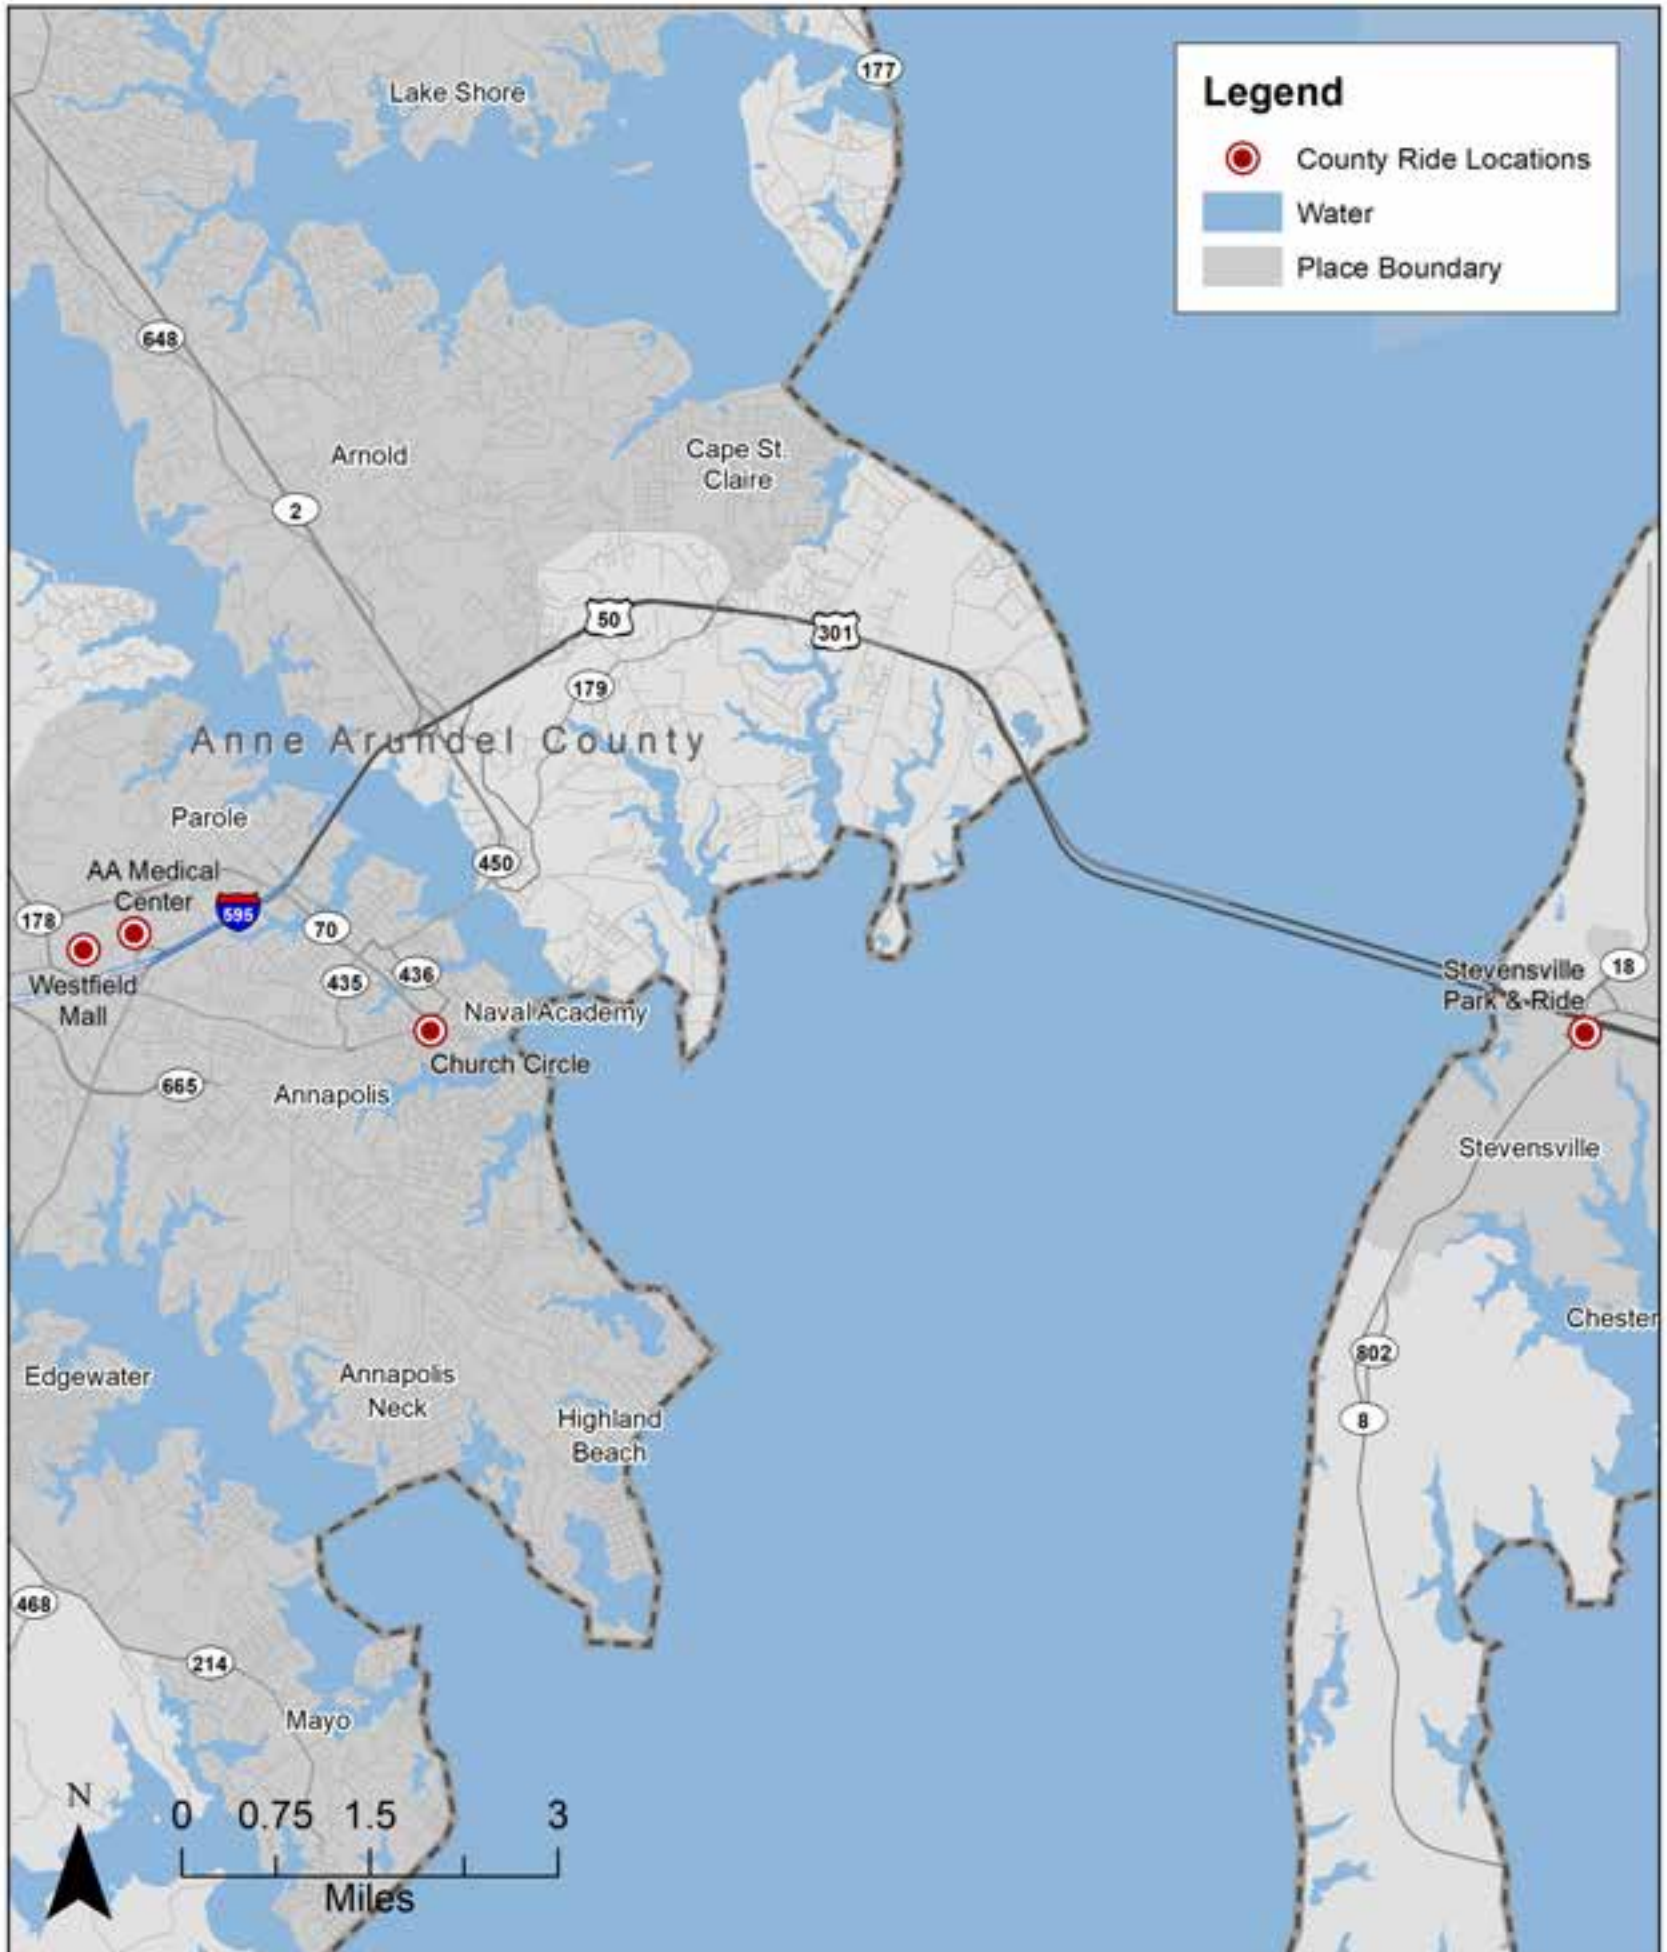 177
Lake Shore
Legend
County Ride Locations
Water
Place Boundary
648
Arnold
Cape St.
Claire
2
50
301
179
Anne Arundel County
Parole
450
AA Medical
Center
178
595
70
Westfield
Mall
435
436
Naval Academy
Church Circle
Stevensville
Park & Ride
18
665
Annapolis
Stevensville
Chester
802
8
Edgewater
Annapolis
Neck
Highland
Beach
468
214
Mayo
N
0 0.75 1.5 3
Miles